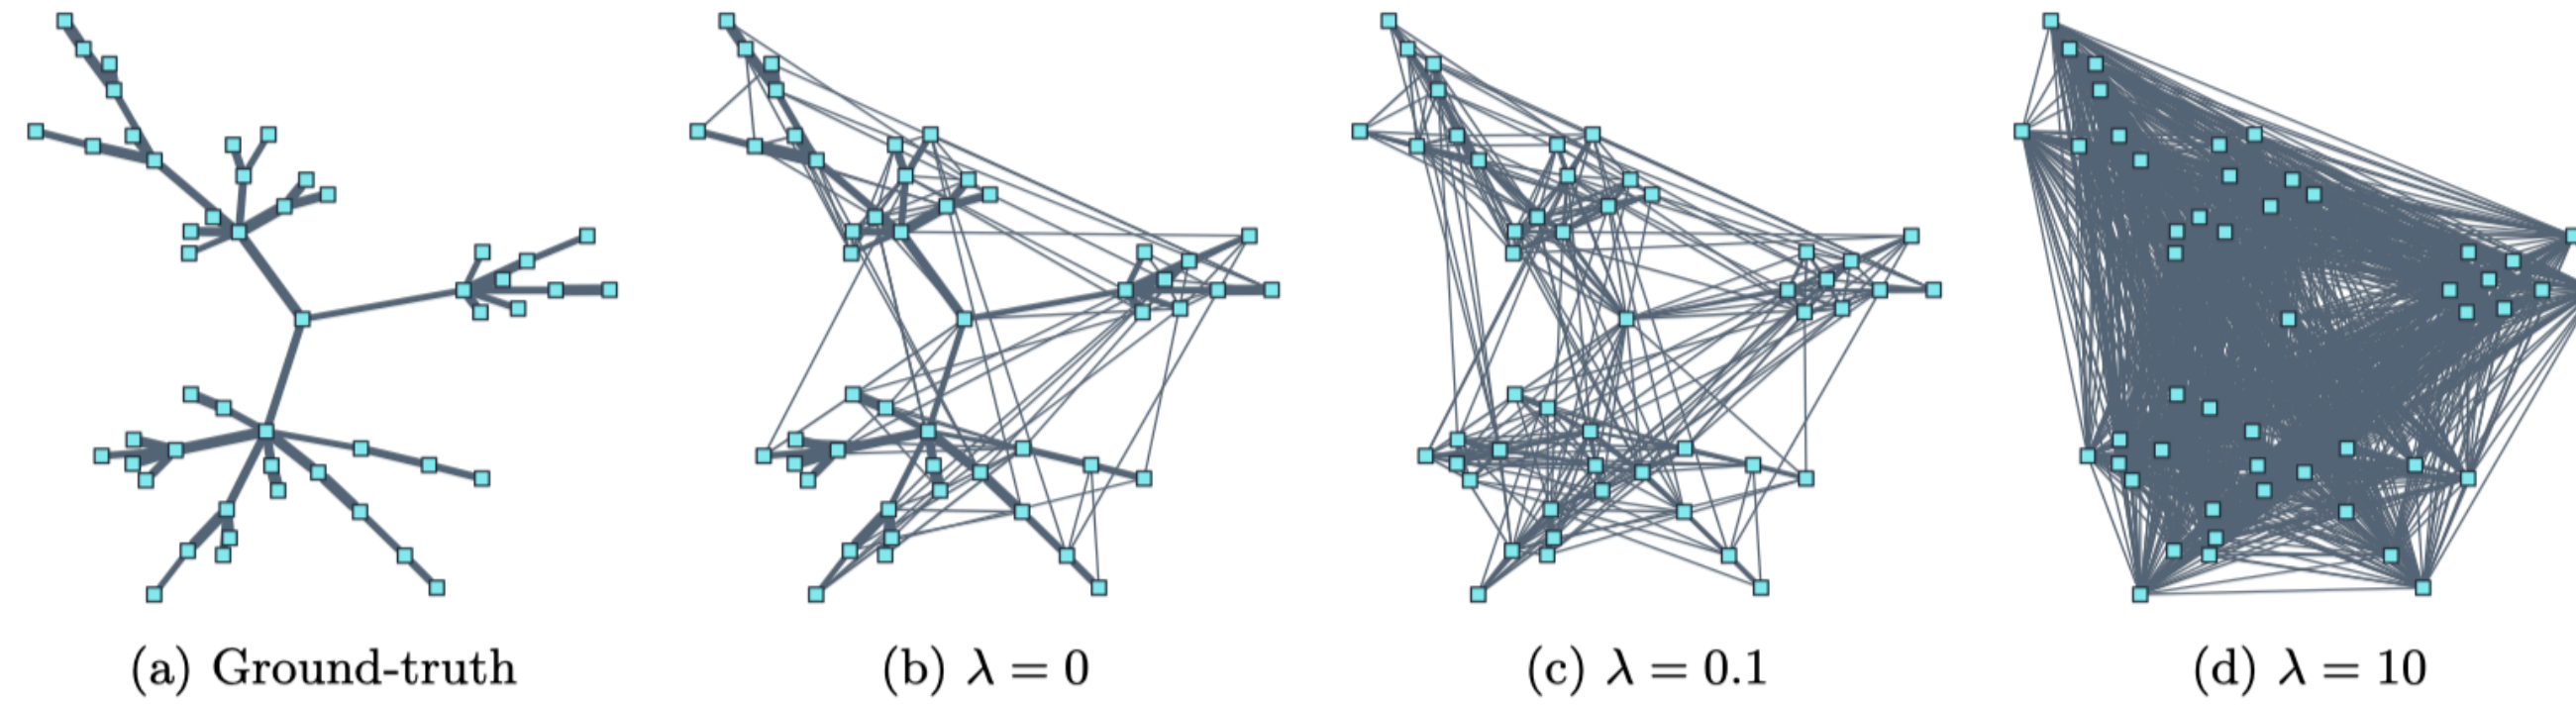 (a) Ground-truth
(b) λ = 0
(c) λ = 0.1
(d) λ = 10